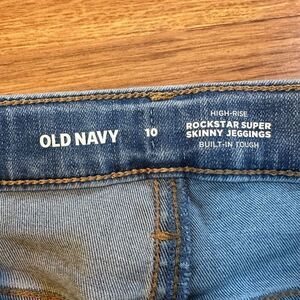 OLD NAVY
10
HIGH-RISE
ROCKSTAR SUPER
SKINNY JEGGINGS
BUILT-IN TOUGH